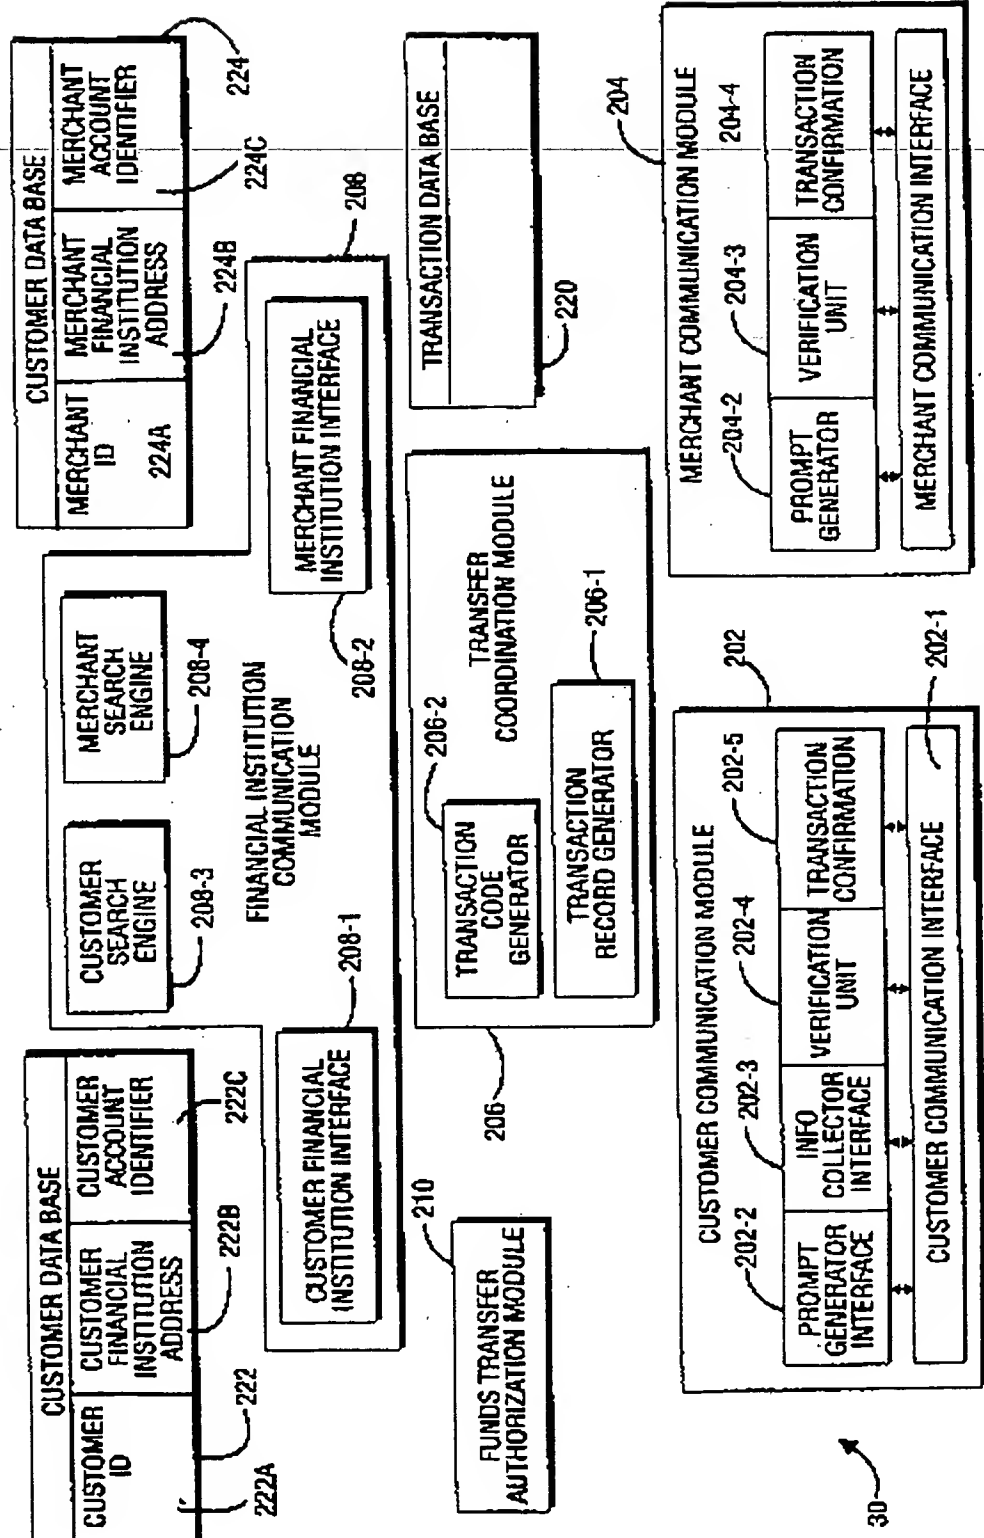 CUSTOMER DATA BASE
CUSTOMER
ID
222A
CUSTOMER
FINANCIAL
INSTITUTION
ADDRESS
222B
CUSTOMER
ACCOUNT
IDENTIFIER
222C
222
CUSTOMER
SEARCH
ENGINE
208-3
MERCHANT
SEARCH
ENGINE
208-4
CUSTOMER DATA BASE
MERCHANT
ID
224A
MERCHANT
FINANCIAL
INSTITUTION
ADDRESS
224B
MERCHANT
ACCOUNT
IDENTIFIER
224C
224
FINANCIAL INSTITUTION
COMMUNICATION
MODULE
CUSTOMER FINANCIAL
INSTITUTION INTERFACE
208-1
MERCHANT FINANCIAL
INSTITUTION INTERFACE
208-2
208
210
FUNDS TRANSFER
AUTHORIZATION MODULE
206
TRANSACTION
CODE
GENERATOR
206-2
TRANSFER
COORDINATION MODULE
TRANSACTION
RECORD GENERATOR
206-1
TRANSACTION DATA BASE
220
CUSTOMER COMMUNICATION MODULE
202
202-2
202-3
202-4
202-5
PROMPT
GENERATOR
INTERFACE
INFO
COLLECTOR
INTERFACE
VERIFICATION
UNIT
TRANSACTION
CONFIRMATION
CUSTOMER COMMUNICATION INTERFACE
202-1
MERCHANT COMMUNICATION MODULE
204
204-2
204-3
204-4
PROMPT
GENERATOR
VERIFICATION
UNIT
TRANSACTION
CONFIRMATION
MERCHANT COMMUNICATION INTERFACE
30